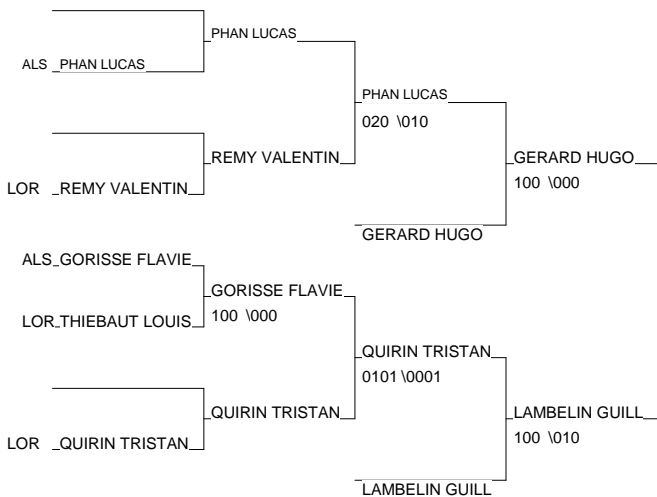 PHAN LUCAS
ALS PHAN LUCAS
PHAN LUCAS
020 \010
REMY VALENTIN
GERARD HUGO
100 \000
LOR REMY VALENTIN
GERARD HUGO
ALS GORISSE FLAVIE
GORISSE FLAVIE
LOR THIEBAUT LOUIS
100 \000
QUIRIN TRISTAN
0101 \0001
QUIRIN TRISTAN
LAMBELIN GUILL
100 \010
LOR QUIRIN TRISTAN
LAMBELIN GUILL